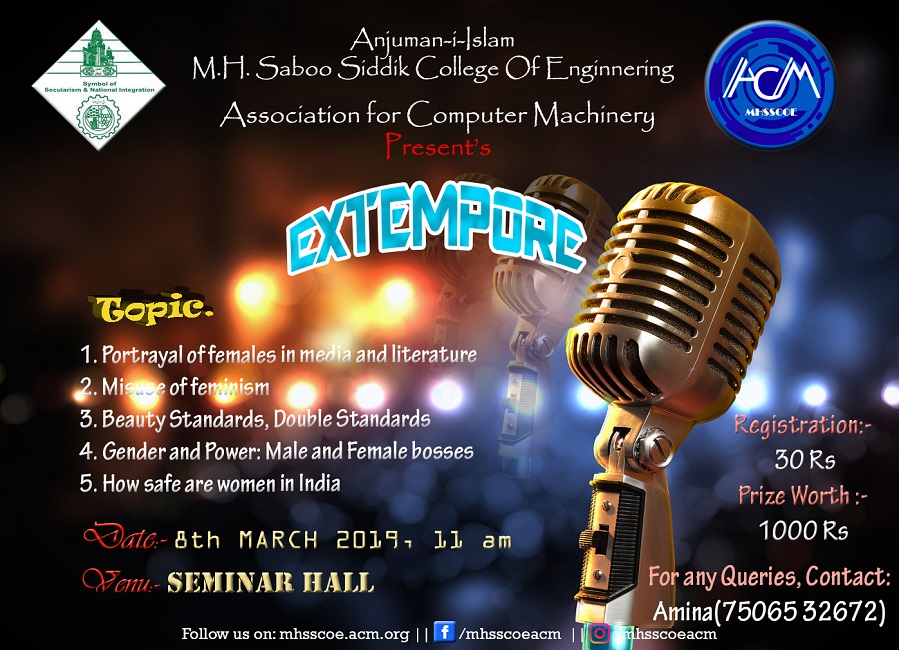 Anjuman-i-Islam
M.H. Saboo Siddik College Of Enginnering
Association for Computer Machinery
Present's
Symbol of
Secularism & National Integration
ACM
MHSSCOE
EXTEMPORE
Topic.
1. Portrayal of females in media and literature
2. Misuse of feminism
3. Beauty Standards, Double Standards
4. Gender and Power: Male and Female bosses
5. How safe are women in India
Date:- 8th MARCH 2019, 11 am
Venu:- SEMINAR HALL
Registration:-
30 Rs
Prize Worth :-
1000 Rs
For any Queries, Contact:
Amina(75065 32672)
Follow us on: mhsscoe.acm.org || f /mhsscoeacm || /mhsscoeacm